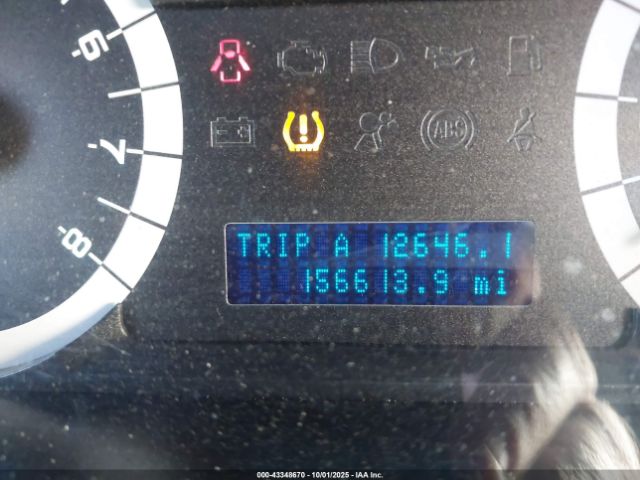 6
7
8
ABS
TRIP A 12646.1
156613.9 mi
000-43348670 - 10/01/2025 - IAA Inc.